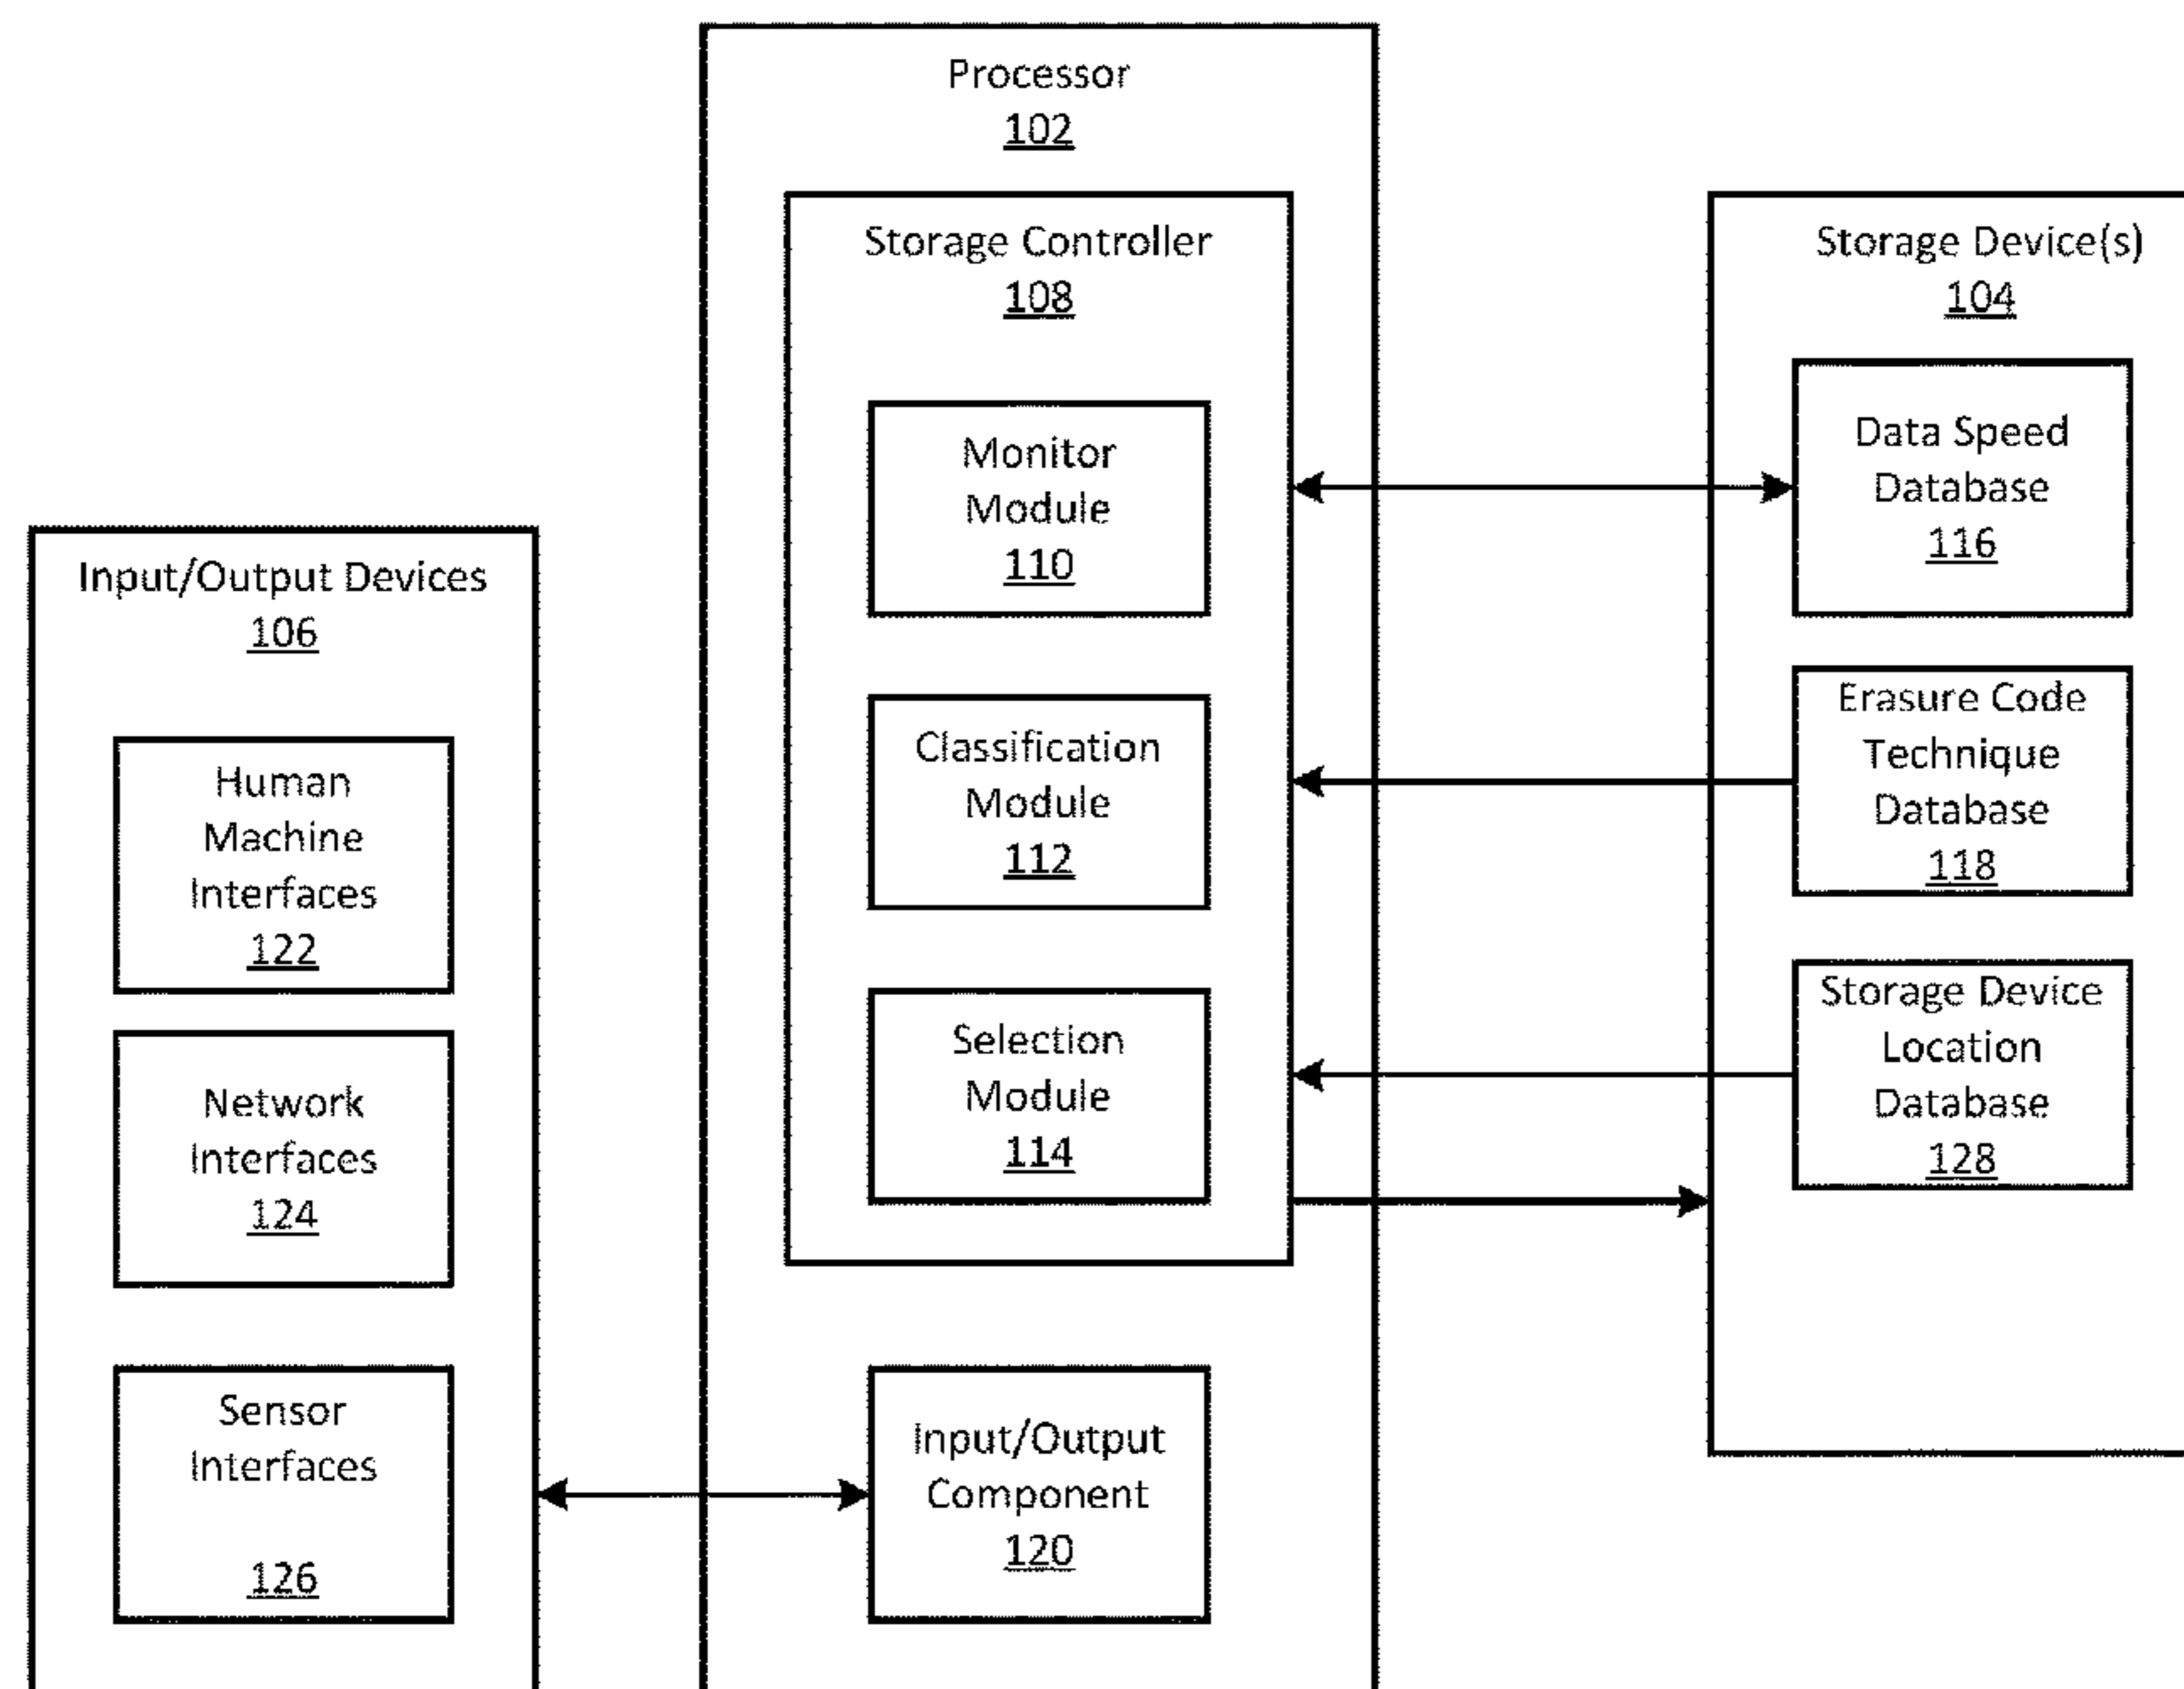 Processor
102
Storage Controller
108
Monitor
Module
110
Classification
Module
112
Selection
Module
114
Input/Output
Component
120
Input/Output Devices
106
Human
Machine
Interfaces
122
Network
Interfaces
124
Sensor
Interfaces
126
Storage Device(s)
104
Data Speed
Database
116
Erasure Code
Technique
Database
118
Storage Device
Location
Database
128